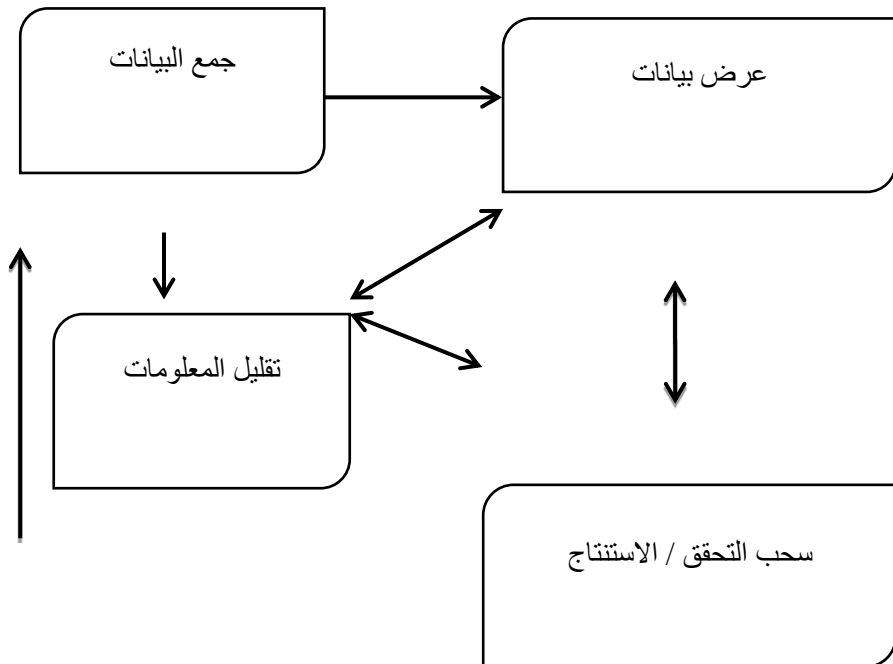 جمع البيانات
عرض بيانات
تقليل المعلومات
سحب التحقق / الاستنتاج